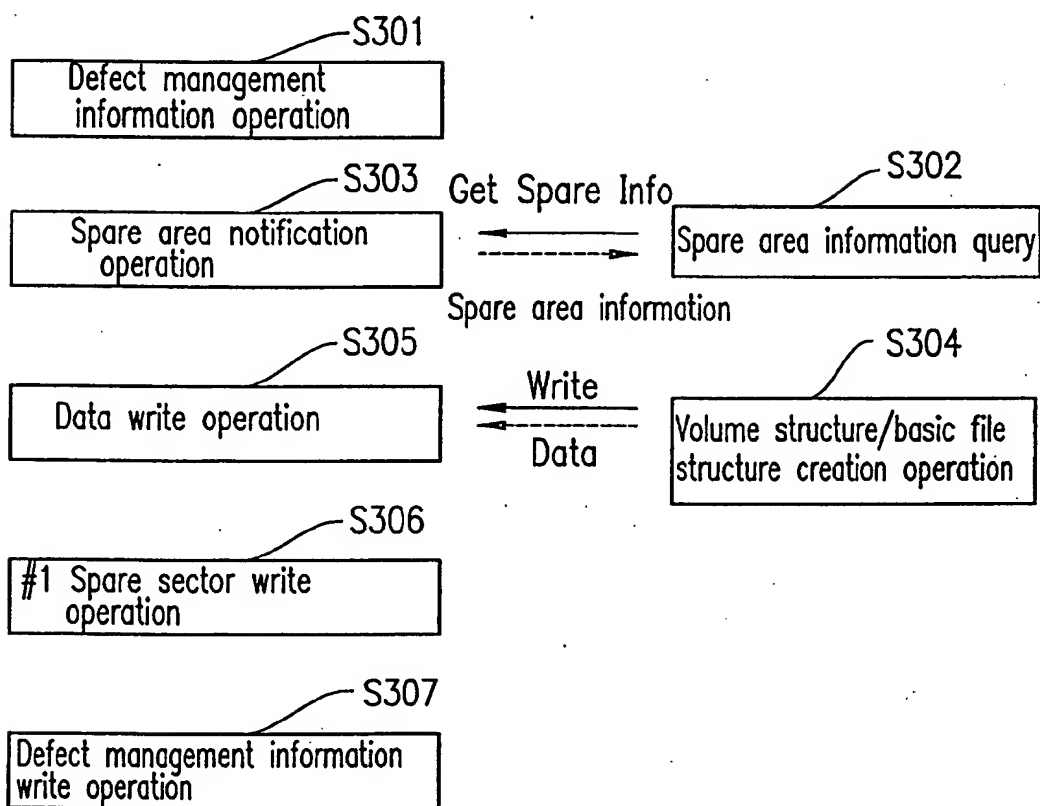 S301
Defect management
information operation
S303
Get Spare Info
S302
Spare area notification
operation
Spare area information query
Spare area information
S305
S304
Data write operation
Write
Data
Volume structure/basic file
structure creation operation
S306
#1 Spare sector write
operation
S307
Defect management information
write operation